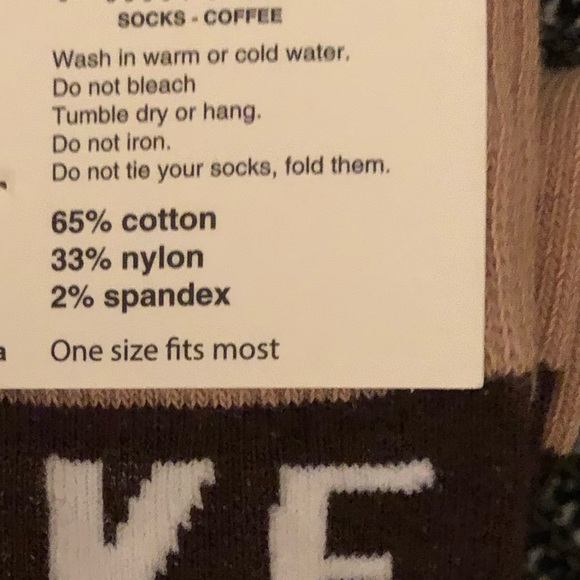 SOCKS - COFFEE
Wash in warm or cold water.
Do not bleach
Tumble dry or hang.
Do not iron.
Do not tie your socks, fold them.
65% cotton
33% nylon
2% spandex
One size fits most